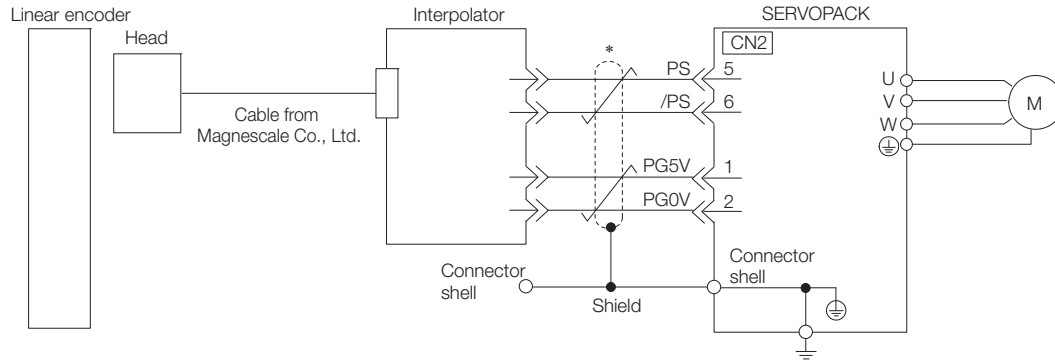 Linear encoder
Head
Cable from
Magnescale Co., Ltd.
Interpolator
*
SERVOPACK
CN2
PS 5
/PS 6
PG5V 1
PG0V 2
U
V
W
M
Connector
shell
Shield
Connector
shell